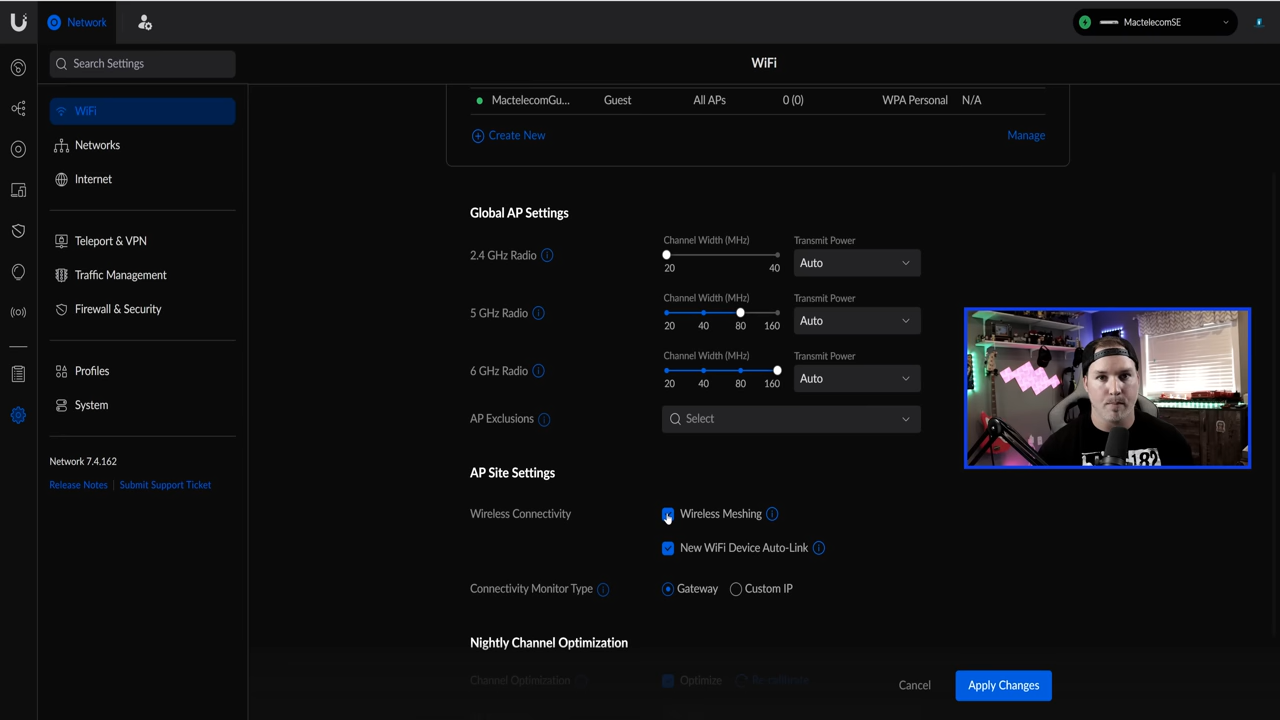 Network
MactelecomSE
Search Settings
WiFi
WiFi
Networks
Internet
Teleport & VPN
Traffic Management
Firewall & Security
Profiles
System
Network 7.4.162
Release Notes | Submit Support Ticket
MactelecomGu... Guest All APs 0 (0) WPA Personal N/A
Create New Manage
Global AP Settings
Channel Width (MHz) Transmit Power
2.4 GHz Radio Auto
20 40
Channel Width (MHz) Transmit Power
5 GHz Radio Auto
20 40 80 160
Channel Width (MHz) Transmit Power
6 GHz Radio Auto
20 40 80 160
AP Exclusions Select
AP Site Settings
Wireless Connectivity Wireless Meshing
New WiFi Device Auto-Link
Connectivity Monitor Type Gateway Custom IP
Nightly Channel Optimization
Channel Optimization Optimize
Cancel Apply Changes